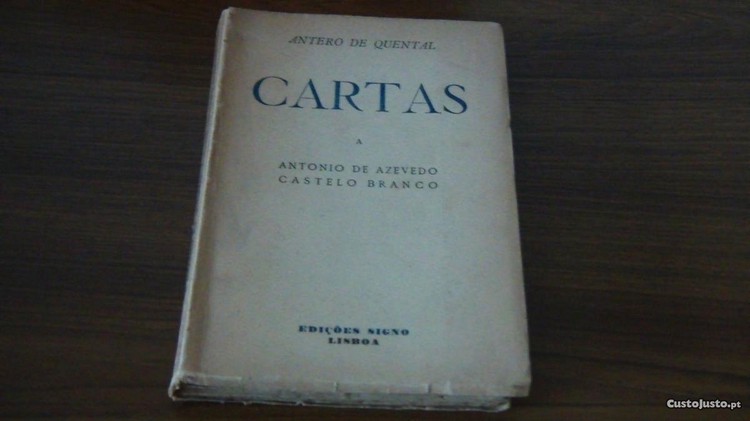 ANTERO DE QUENTAL
CARTAS
A
ANTONIO DE AZEVEDO
CASTELO BRANCO
EDIÇÕES SIGNO
LISBOA
CustoJusto.pt